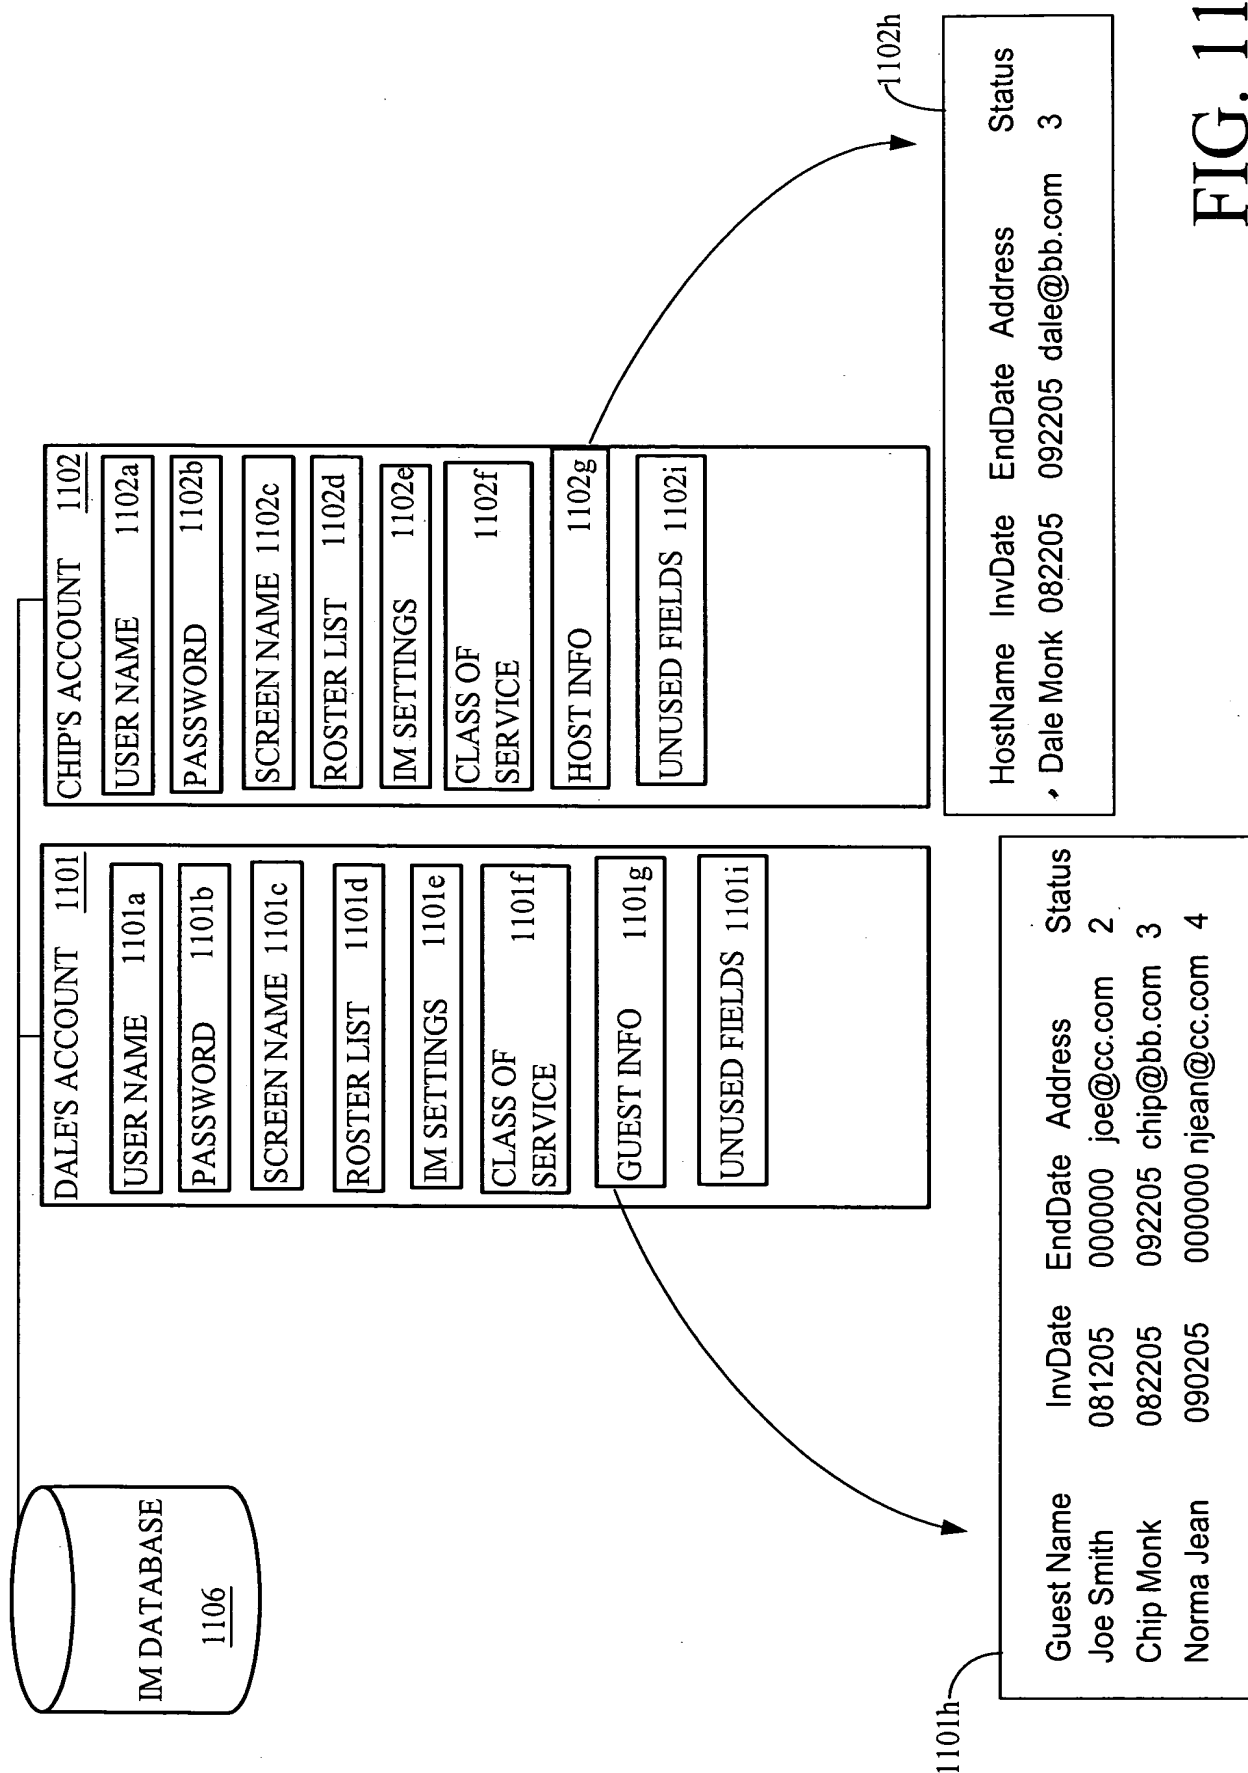 IM DATABASE
1106
DALE'S ACCOUNT 1101
USER NAME 1101a
PASSWORD 1101b
SCREEN NAME 1101c
ROSTER LIST 1101d
IM SETTINGS 1101e
CLASS OF
SERVICE 1101f
GUEST INFO 1101g
UNUSED FIELDS 1101i
CHIP'S ACCOUNT 1102
USER NAME 1102a
PASSWORD 1102b
SCREEN NAME 1102c
ROSTER LIST 1102d
IM SETTINGS 1102e
CLASS OF
SERVICE 1102f
HOST INFO 1102g
UNUSED FIELDS 1102i
1101h
Guest Name InvDate EndDate Address Status
Joe Smith 081205 000000 joe@cc.com 2
Chip Monk 082205 092205 chip@bb.com 3
Norma Jean 090205 000000 njean@cc.com 4
1102h
HostName InvDate EndDate Address Status
Dale Monk 082205 092205 dale@bb.com 3
FIG. 11